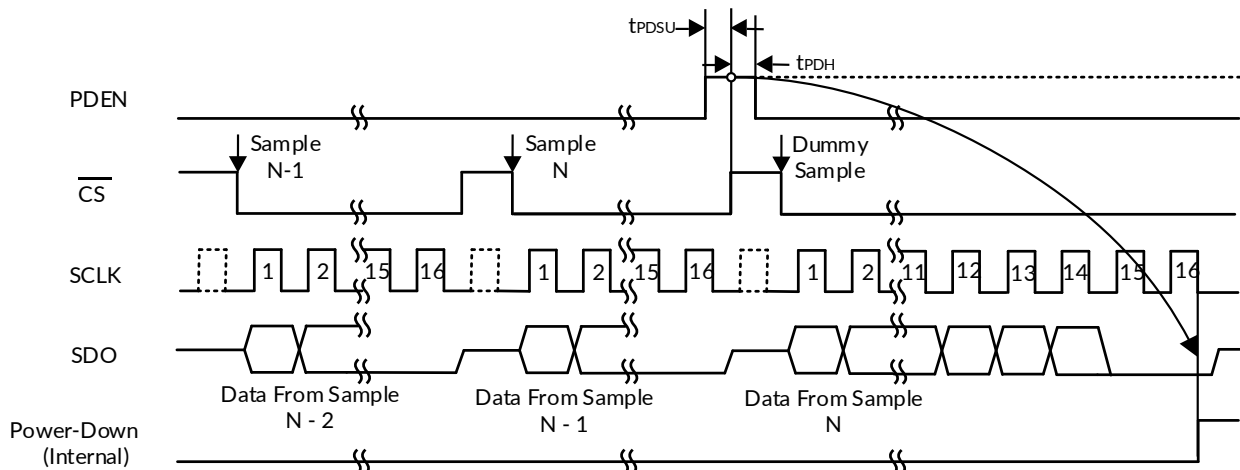 tPDSU
tPDH
PDEN
Sample
N-1
Sample
N
Dummy
Sample
CS
SCLK
1 2 15 16 1 2 15 16 1 2 11 12 13 14 15 16
SDO
Data From Sample
N - 2
Data From Sample
N - 1
Data From Sample
N
Power-Down
(Internal)